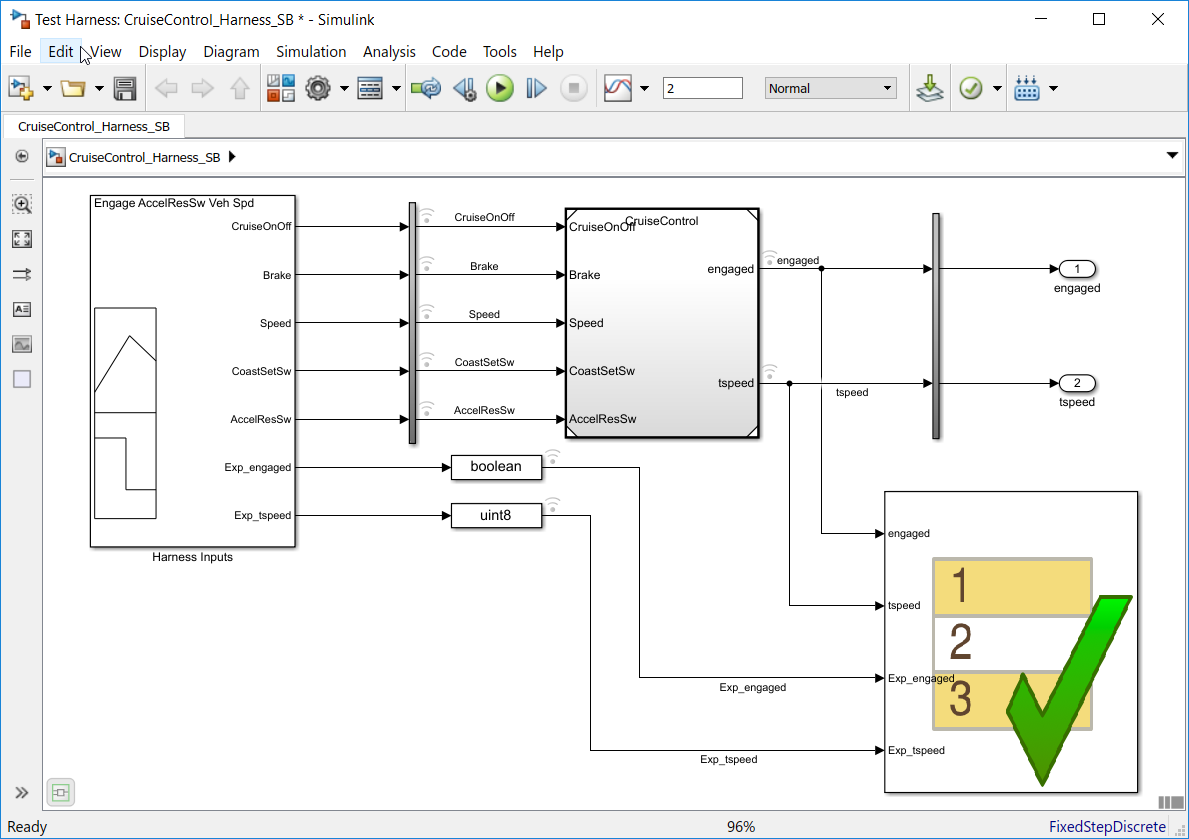 Test Harness: CruiseControl_Harness_SB * - Simulink
File Edit View Display Diagram Simulation Analysis Code Tools Help
2 Normal
CruiseControl_Harness_SB
CruiseControl_Harness_SB
Engage AccelResSw Veh Spd
CruiseOnOff
Brake
Speed
CoastSetSw
AccelResSw
Exp_engaged
Exp_tspeed
Harness Inputs
CruiseOnOff
Brake
Speed
CoastSetSw
AccelResSw
boolean
uint8
CruiseControl
CruiseOnOff
Brake
Speed
CoastSetSw
AccelResSw
engaged
tspeed
engaged
tspeed
1
engaged
2
tspeed
engaged
tspeed
Exp_engaged
Exp_tspeed
1
2
3
Exp_engaged
Exp_tspeed
Ready 96% FixedStepDiscrete